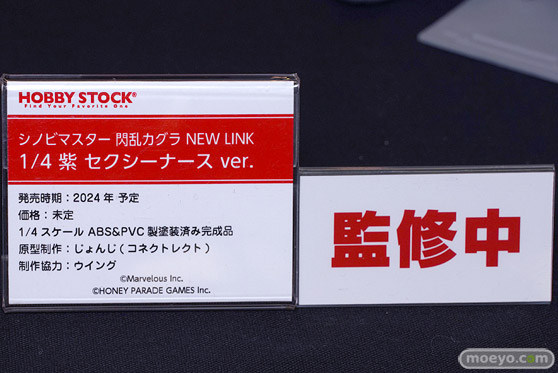 HOBBY STOCK®
Find Your Favorite One
シノビマスター 閃乱カグラ NEW LINK
1/4 紫 セクシーナース ver.
発売時期：2024 年 予定
価格：未定
1/4 スケール ABS&PVC 製塗装済み完成品
原型制作：じょんじ(コネクトレクト)
制作協力：ウイング
©Marvelous Inc.
©HONEY PARADE GAMES Inc.
監修中
moeyo.com